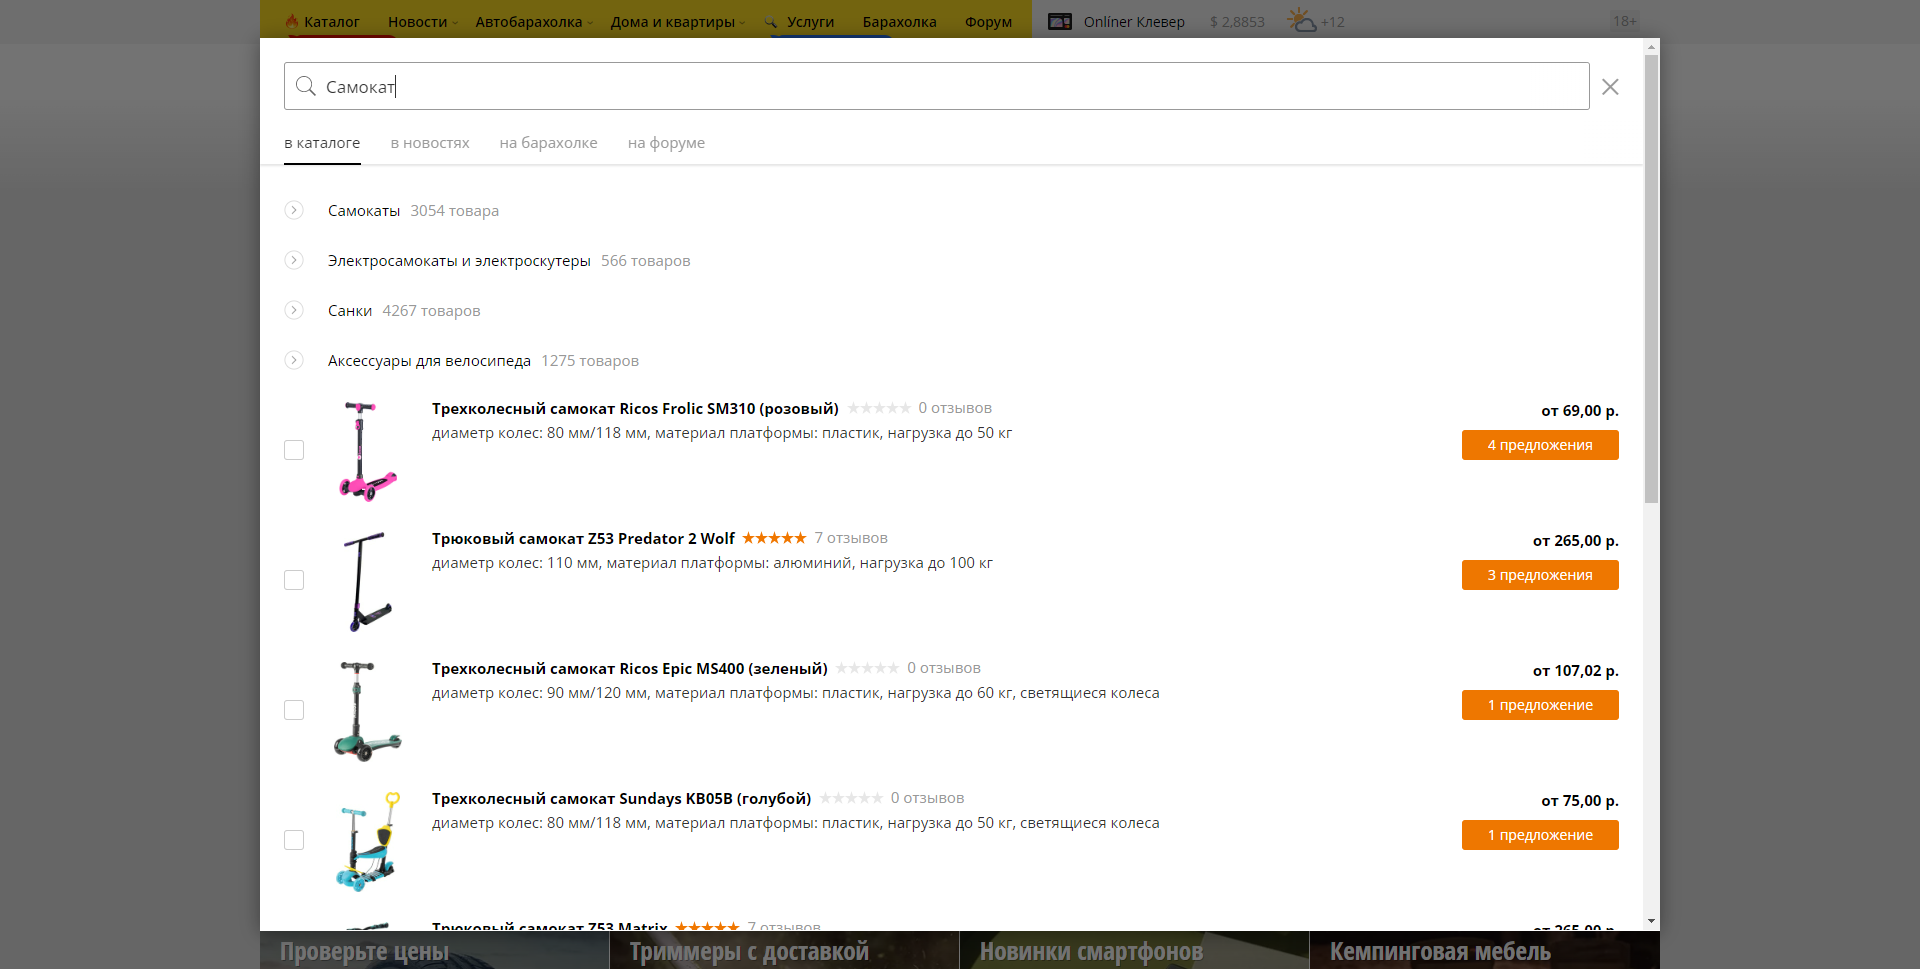 Каталог Новости Автобарахолка Дома и квартиры Услуги Барахолка Форум Onlíner Клевер $ 2,8853 +12 18+
Самокат
в каталоге в новостях на барахолке на форуме
Самокаты 3054 товара
Электросамокаты и электроскутеры 566 товаров
Санки 4267 товаров
Аксессуары для велосипеда 1275 товаров
Трехколесный самокат Ricos Frolic SM310 (розовый) 0 отзывов от 69,00 р.
диаметр колес: 80 мм/118 мм, материал платформы: пластик, нагрузка до 50 кг
4 предложения
Трюковый самокат Z53 Predator 2 Wolf 7 отзывов от 265,00 р.
диаметр колес: 110 мм, материал платформы: алюминий, нагрузка до 100 кг
3 предложения
Трехколесный самокат Ricos Epic MS400 (зеленый) 0 отзывов от 107,02 р.
диаметр колес: 90 мм/120 мм, материал платформы: пластик, нагрузка до 60 кг, светящиеся колеса
1 предложение
Трехколесный самокат Sundays KB05B (голубой) 0 отзывов от 75,00 р.
диаметр колес: 80 мм/118 мм, материал платформы: пластик, нагрузка до 50 кг, светящиеся колеса
1 предложение
Трюковый самокат Z53 Matrix 7 отзывов от 265,00 р.
Проверьте цены Триммеры с доставкой Новинки смартфонов Кемпинговая мебель